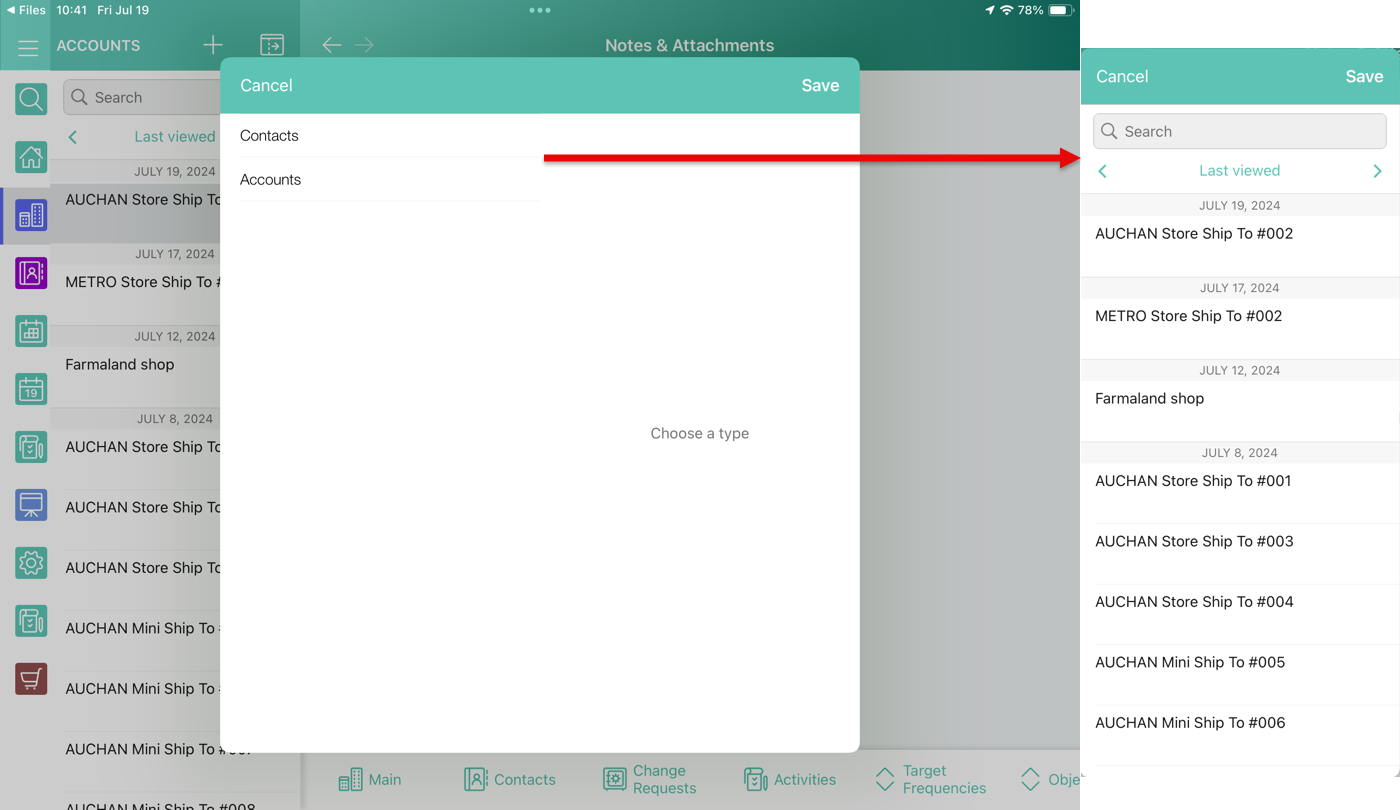 Files 10:41 Fri Jul 19
78%
ACCOUNTS
Notes & Attachments
Search
Last viewed
JULY 19, 2024
AUCHAN Store Ship To
JULY 17, 2024
METRO Store Ship To #
JULY 12, 2024
Farmaland shop
JULY 8, 2024
AUCHAN Store Ship To
AUCHAN Store Ship To
AUCHAN Store Ship To
AUCHAN Mini Ship To
AUCHAN Mini Ship To
AUCHAN Mini Ship To #007
AUCHAN Mini Ship To #008
Cancel
Save
Contacts
Accounts
Choose a type
Main
Contacts
Change
Requests
Activities
Target
Frequencies
Obje
Cancel
Save
Search
Last viewed
JULY 19, 2024
AUCHAN Store Ship To #002
JULY 17, 2024
METRO Store Ship To #002
JULY 12, 2024
Farmaland shop
JULY 8, 2024
AUCHAN Store Ship To #001
AUCHAN Store Ship To #003
AUCHAN Store Ship To #004
AUCHAN Mini Ship To #005
AUCHAN Mini Ship To #006